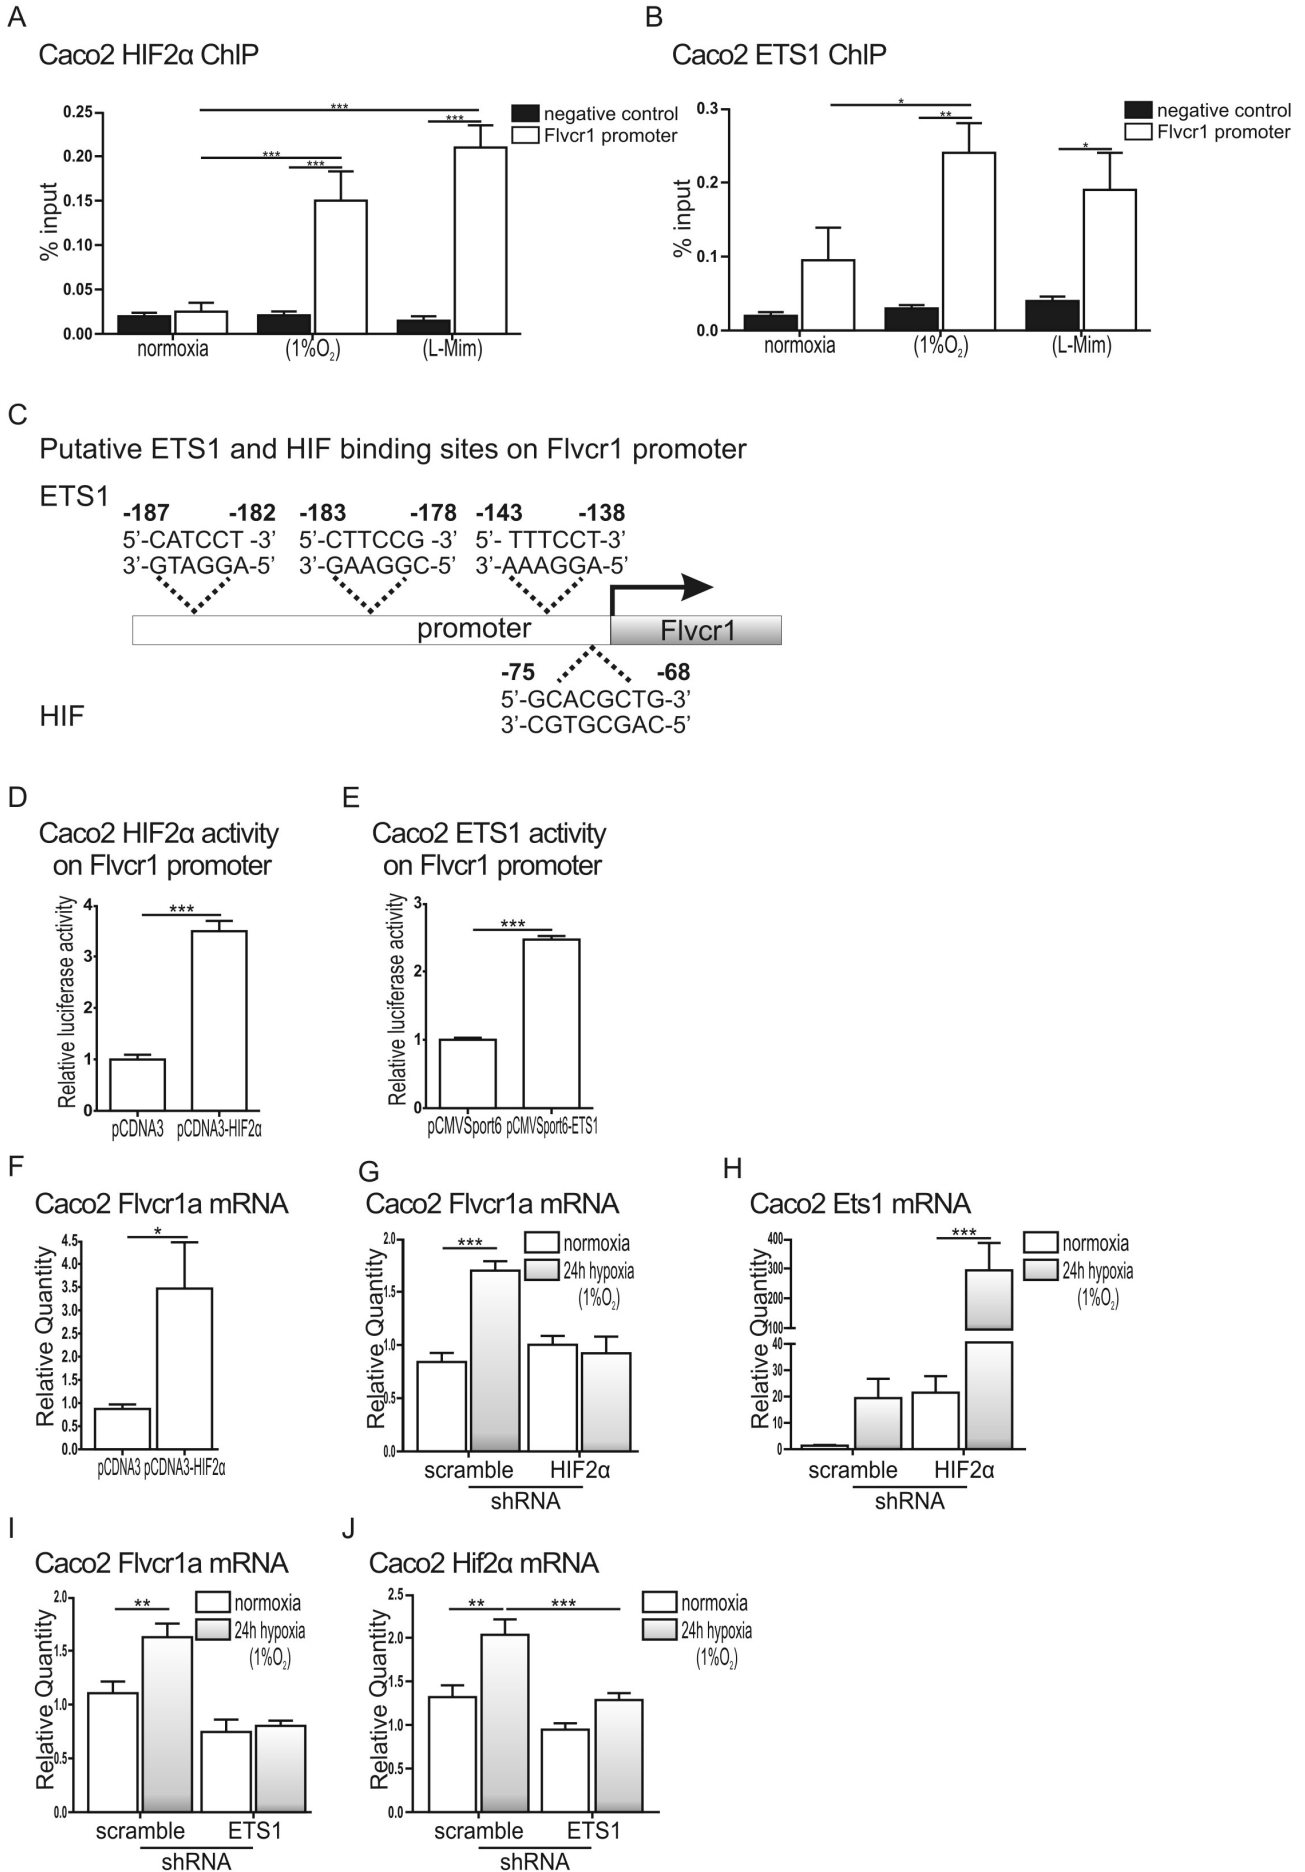 A
Caco2 HIF2α ChIP
0.25
0.20
0.15
0.10
0.05
0.00
% input
***
***
***
***
negative control
Flvcr1 promoter
normoxia
(1%O2)
(L-Mim)
B
Caco2 ETS1 ChIP
0.3
0.2
0.1
0.0
% input
*
**
*
negative control
Flvcr1 promoter
normoxia
(1%O2)
(L-Mim)
C
Putative ETS1 and HIF binding sites on Flvcr1 promoter
ETS1
-187 -182 -183 -178 -143 -138
5'-CATCCT -3' 5'-CTTCCG -3' 5'- TTTCCT-3'
3'-GTAGGA-5' 3'-GAAGGC-5' 3'-AAAGGA-5'
promoter Flvcr1
-75 -68
5'-GCACGCTG-3'
HIF
3'-CGTGCGAC-5'
D
Caco2 HIF2α activity
on Flvcr1 promoter
Relative luciferase activity
4
3
2
1
0
***
pCDNA3 pCDNA3-HIF2α
E
Caco2 ETS1 activity
on Flvcr1 promoter
Relative luciferase activity
3
2
1
0
***
pCMVSport6 pCMVSport6-ETS1
F
Caco2 Flvcr1a mRNA
Relative Quantity
4.5
4.0
3.5
3.0
2.5
2.0
1.5
1.0
0.5
0.0
*
pCDNA3 pCDNA3-HIF2α
G
Caco2 Flvcr1a mRNA
Relative Quantity
2.0
1.5
1.0
0.5
0.0
***
normoxia
24h hypoxia
(1%O2)
scramble HIF2α
shRNA
H
Caco2 Ets1 mRNA
Relative Quantity
400
300
200
100
40
30
20
10
0
***
normoxia
24h hypoxia
(1%O2)
scramble HIF2α
shRNA
I
Caco2 Flvcr1a mRNA
Relative Quantity
2.0
1.5
1.0
0.5
0.0
**
normoxia
24h hypoxia
(1%O2)
scramble ETS1
shRNA
J
Caco2 Hif2α mRNA
Relative Quantity
2.5
2.0
1.5
1.0
0.5
0.0
**
***
normoxia
24h hypoxia
(1%O2)
scramble ETS1
shRNA